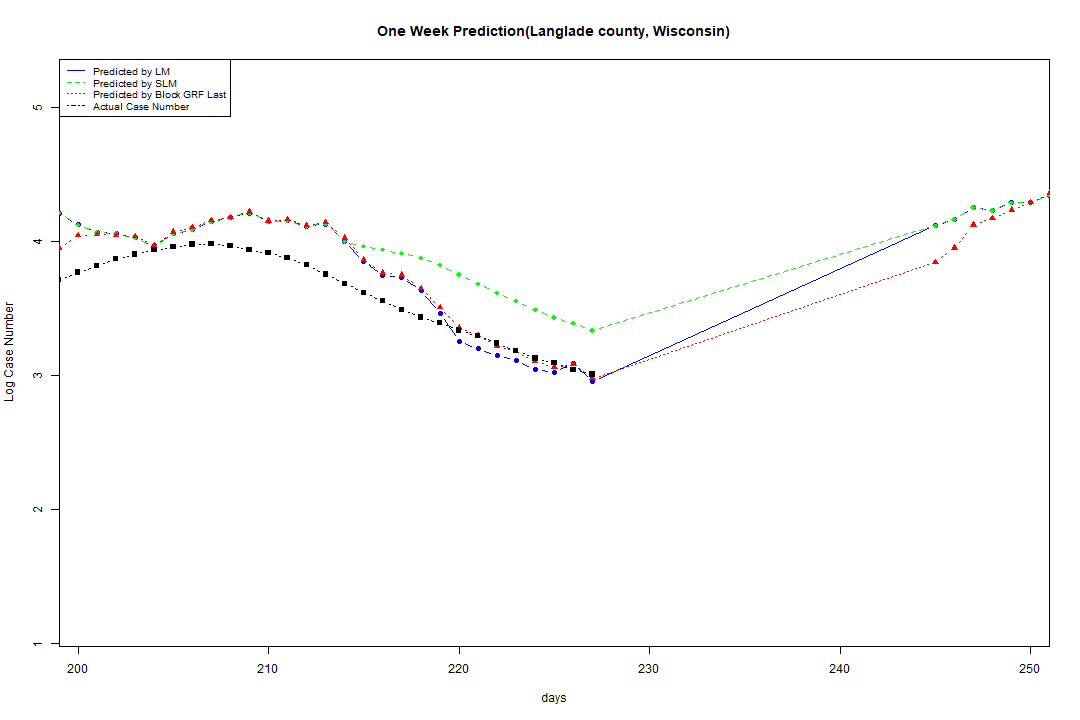 One Week Prediction(Langlade county, Wisconsin)
Predicted by LM
Predicted by SLM
Predicted by Block GRF Last
Actual Case Number
5
4
3
2
1
Log Case Number
200 210 220 230 240 250
days